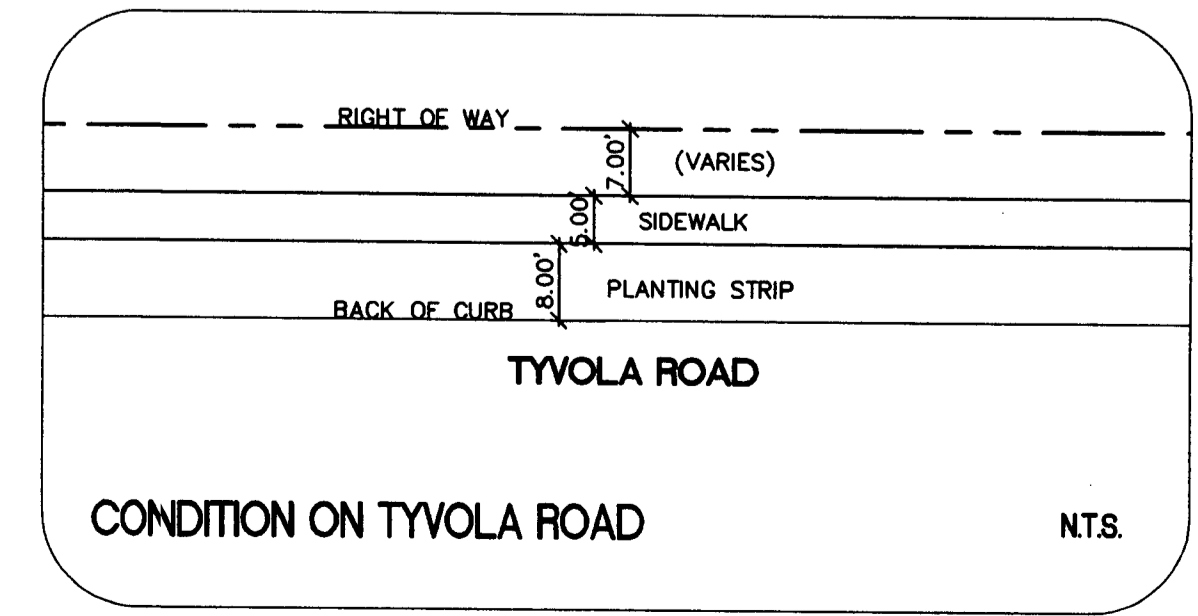 RIGHT OF WAY
7.00'
(VARIES)
5.00'
SIDEWALK
8.00'
PLANTING STRIP
BACK OF CURB
TYVOLA ROAD
CONDITION ON TYVOLA ROAD
N.T.S.